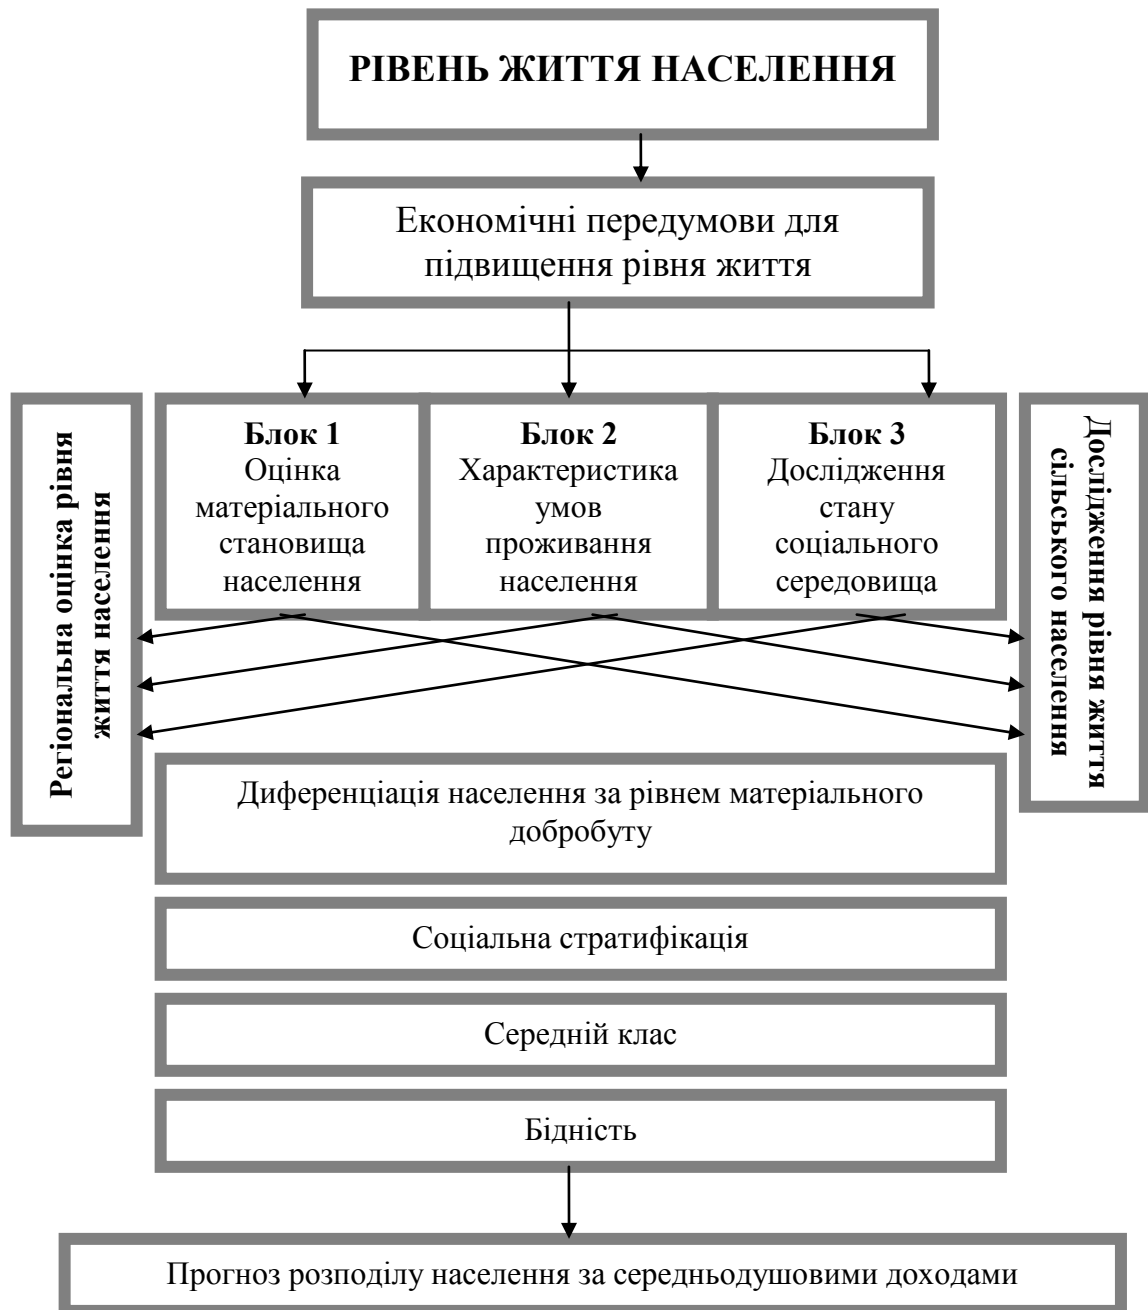 РІВЕНЬ ЖИТТЯ НАСЕЛЕННЯ
Економічні передумови для
підвищення рівня життя
Регіональна оцінка рівня
життя населення
Блок 1
Оцінка
матеріального
становища
населення
Блок 2
Характеристика
умов
проживання
населення
Блок 3
Дослідження
стану
соціального
середовища
Дослідження рівня життя
сільського населення
Диференціація населення за рівнем матеріального
добробуту
Соціальна стратифікація
Середній клас
Бідність
Прогноз розподілу населення за середньодушовими доходами